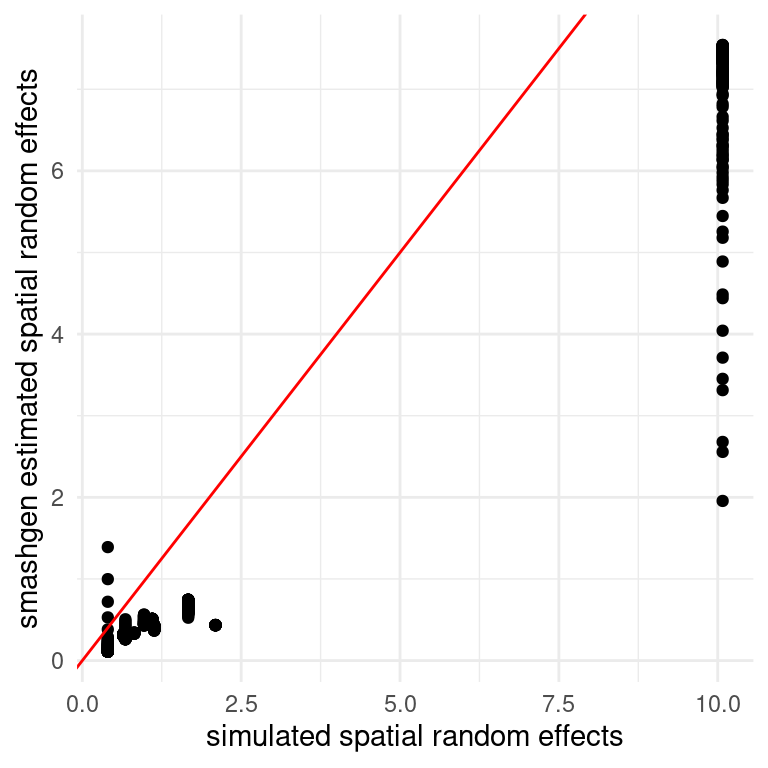 smashgen estimated spatial random effects
6
4
2
0
0.0 2.5 5.0 7.5 10.0
simulated spatial random effects